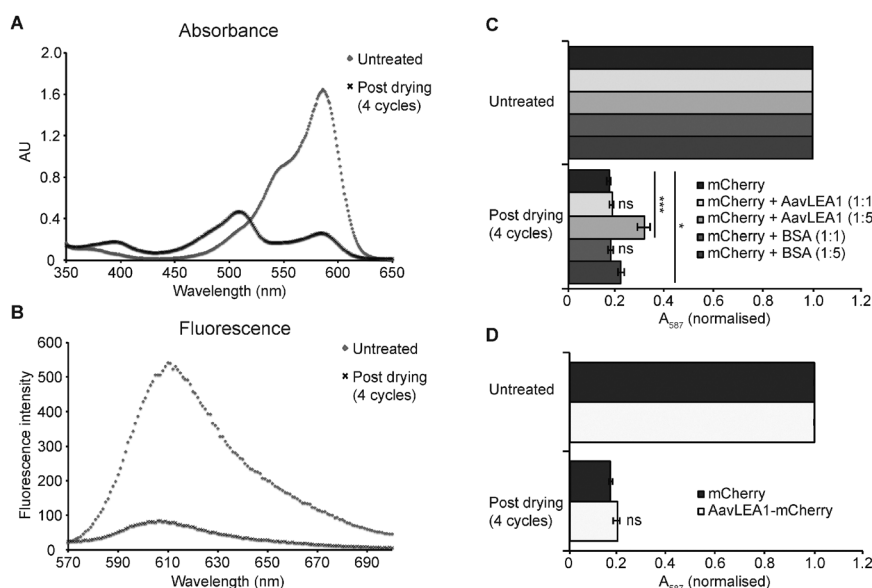 A
Absorbance
2.0
1.6
1.2
0.8
0.4
0
AU
350
400
450
500
550
600
650
Wavelength (nm)
Untreated
Post drying
(4 cycles)
B
Fluorescence
600
500
400
300
200
100
0
Fluorescence intensity
570
590
610
630
650
670
690
Wavelength (nm)
Untreated
Post drying
(4 cycles)
C
Untreated
Post drying
(4 cycles)
ns
ns
***
*
mCherry
mCherry + AavLEA1 (1:1
mCherry + AavLEA1 (1:5
mCherry + BSA (1:1)
mCherry + BSA (1:5)
0
0.2
0.4
0.6
0.8
1.0
1.2
A587 (normalised)
D
Untreated
Post drying
(4 cycles)
ns
mCherry
AavLEA1-mCherry
0
0.2
0.4
0.6
0.8
1.0
1.2
A587 (normalised)